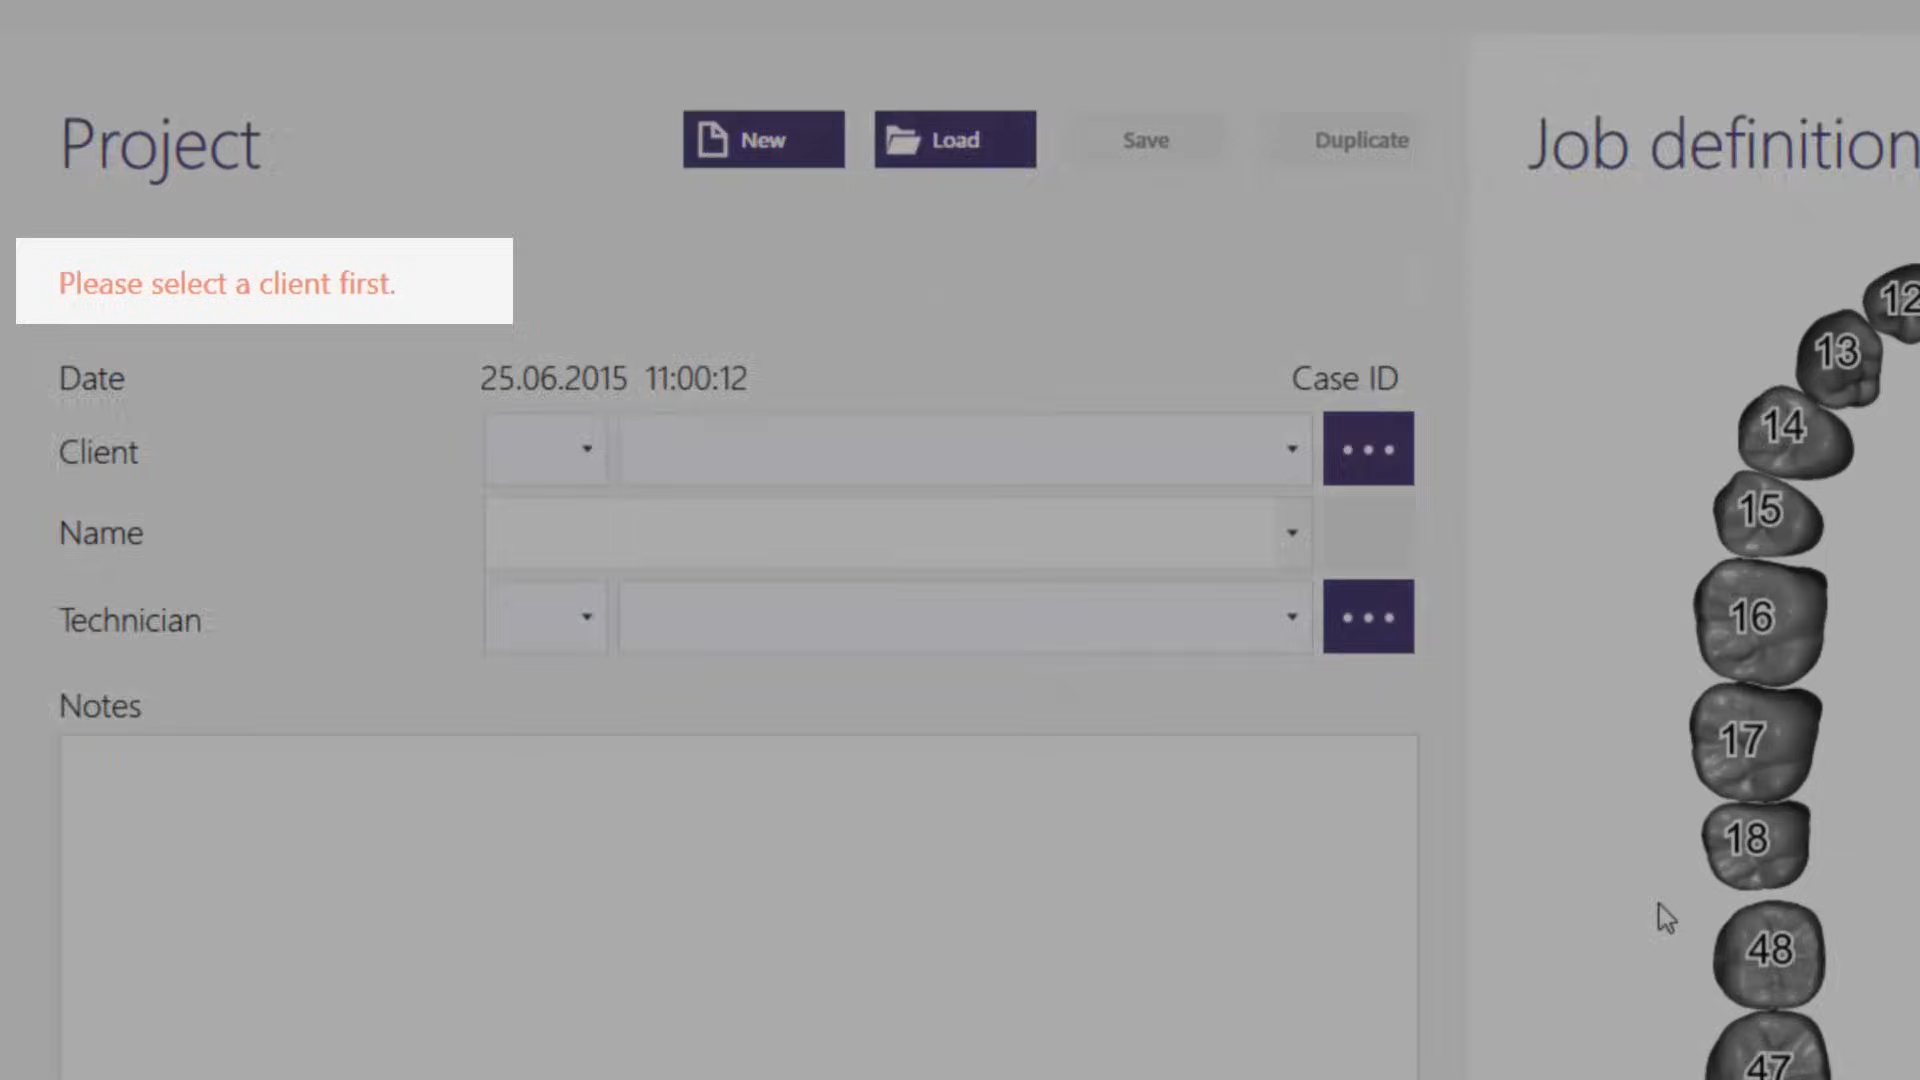 Project
New
Load
Save
Duplicate
Job definition
Please select a client first.
Date
25.06.2015 11:00:12
Case ID
Client
Name
Technician
Notes
12
13
14
15
16
17
18
48
47